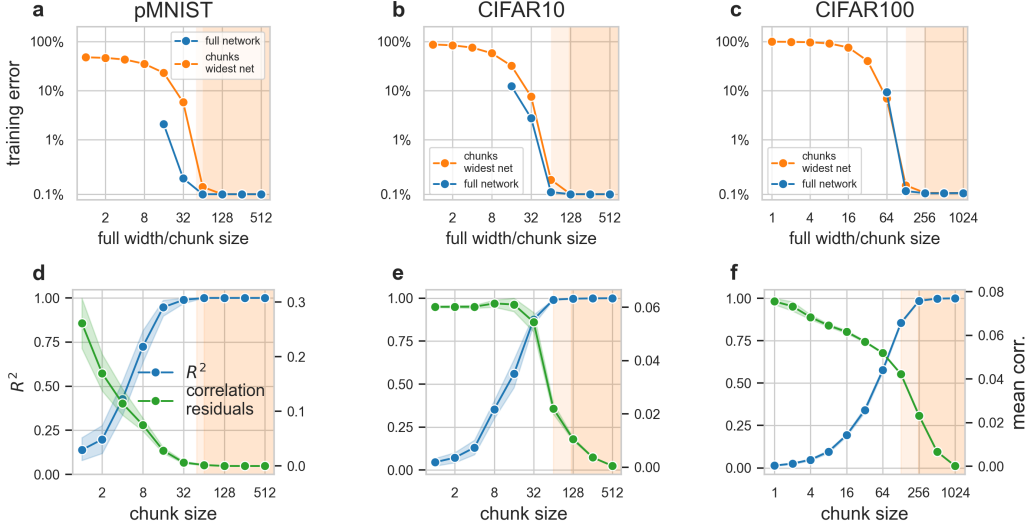 a
pMNIST
training error
100%
10%
1%
0.1%
full network
chunks
widest net
2
8
32
128
512
full width/chunk size
b
CIFAR10
100%
10%
1%
0.1%
chunks
widest net
full network
2
8
32
128
512
full width/chunk size
c
CIFAR100
100%
10%
1%
0.1%
chunks
widest net
full network
1
4
16
64
256
1024
full width/chunk size
d
R²
1.00
0.75
0.50
0.25
0.00
R²
correlation
residuals
0.3
0.2
0.1
0.0
2
8
32
128
512
chunk size
e
1.00
0.75
0.50
0.25
0.00
0.06
0.04
0.02
0.00
2
8
32
128
512
chunk size
f
1.00
0.75
0.50
0.25
0.00
0.08
0.06
0.04
0.02
0.00
mean corr.
1
4
16
64
256
1024
chunk size